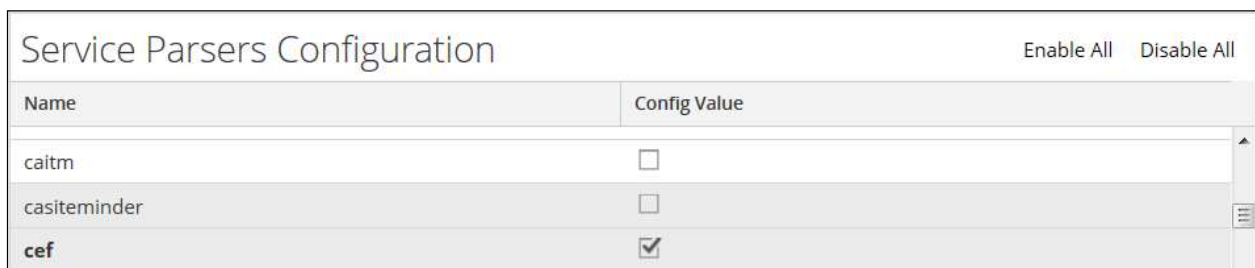 Service Parsers Configuration Enable All Disable All
Name Config Value
caitm
casiteminder
cef